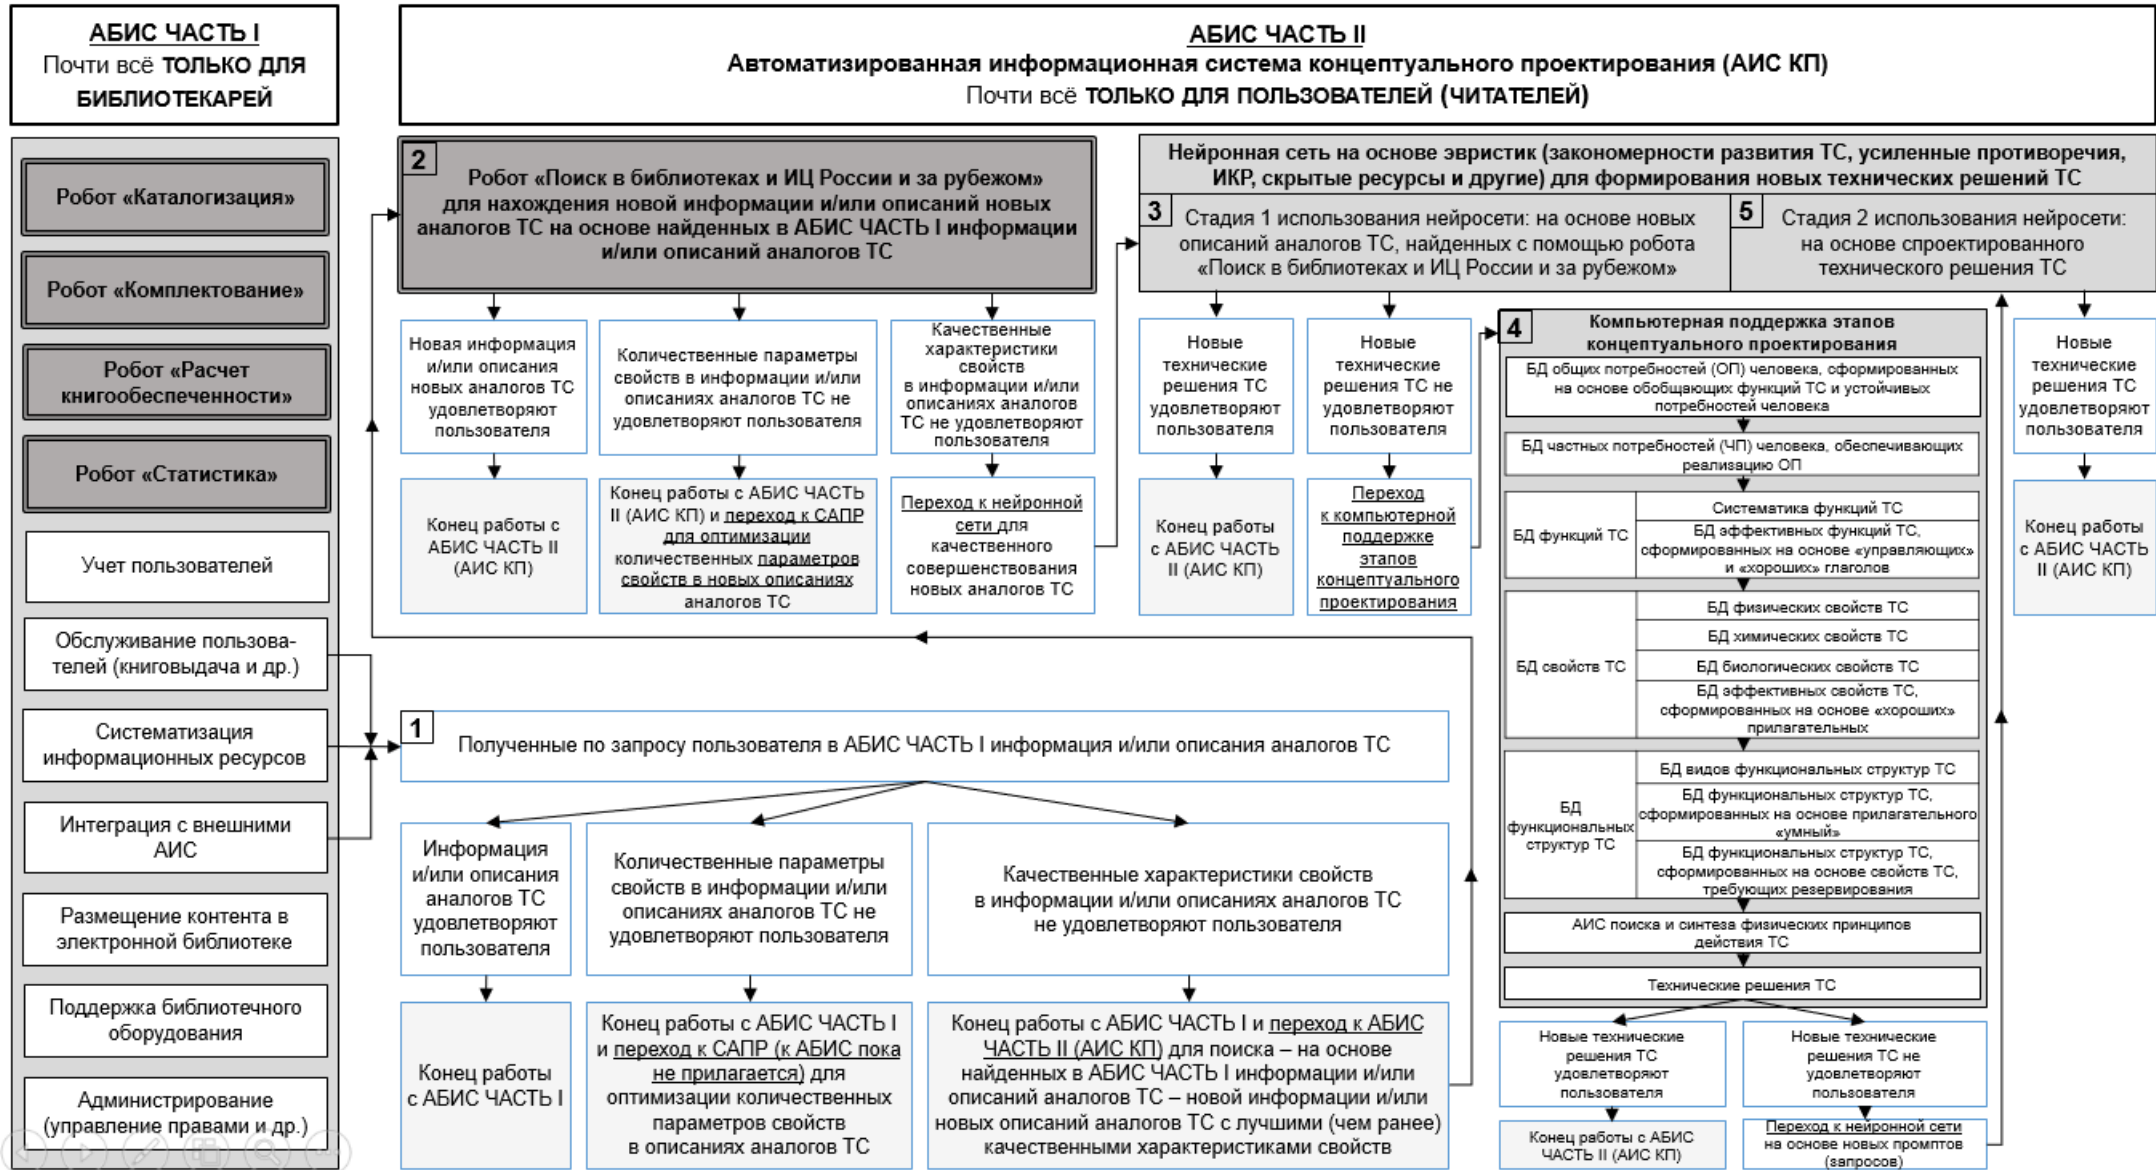 АБИС ЧАСТЬ I
Почти всё ТОЛЬКО ДЛЯ
БИБЛИОТЕКАРЕЙ
Робот «Каталогизация»
Робот «Комплектование»
Робот «Расчет
книгообеспеченности»
Робот «Статистика»
Учет пользователей
Обслуживание пользова-
телей (книговыдача и др.)
Систематизация
информационных ресурсов
Интеграция с внешними
АИС
Размещение контента в
электронной библиотеке
Поддержка библиотечного
оборудования
Администрирование
(управление правами и др.)
АБИС ЧАСТЬ II
Автоматизированная информационная система концептуального проектирования (АИС КП)
Почти всё ТОЛЬКО ДЛЯ ПОЛЬЗОВАТЕЛЕЙ (ЧИТАТЕЛЕЙ)
2
Робот «Поиск в библиотеках и ИЦ России и за рубежом»
для нахождения новой информации и/или описаний новых
аналогов ТС на основе найденных в АБИС ЧАСТЬ I информации
и/или описаний аналогов ТС
Новая информация
и/или описания
новых аналогов ТС
удовлетворяют
пользователя
Конец работы с
АБИС ЧАСТЬ II
(АИС КП)
Количественные параметры
свойств в информации и/или
описаниях аналогов ТС не
удовлетворяют пользователя
Конец работы с АБИС ЧАСТЬ
II (АИС КП) и переход к САПР
для оптимизации
количественных параметров
свойств в новых описаниях
аналогов ТС
Качественные
характеристики
свойств
в информации и/или
описаниях аналогов
ТС не удовлетворяют
пользователя
Переход к нейронной
сети для
качественного
совершенствования
новых аналогов ТС
Нейронная сеть на основе эвристик (закономерности развития ТС, усиленные противоречия,
ИКР, скрытые ресурсы и другие) для формирования новых технических решений ТС
3
Стадия 1 использования нейросети: на основе новых
описаний аналогов ТС, найденных с помощью робота
«Поиск в библиотеках и ИЦ России и за рубежом»
5
Стадия 2 использования нейросети:
на основе спроектированного
технического решения ТС
Новые
технические
решения ТС
удовлетворяют
пользователя
Конец работы
с АБИС ЧАСТЬ
II (АИС КП)
Новые
технические
решения ТС не
удовлетворяют
пользователя
Переход
к компьютерной
поддержке
этапов
концептуального
проектирования
4
Компьютерная поддержка этапов
концептуального проектирования
БД общих потребностей (ОП) человека, сформированных
на основе обобщающих функций ТС и устойчивых
потребностей человека
БД частных потребностей (ЧП) человека, обеспечивающих
реализацию ОП
БД функций ТС
Систематика функций ТС
БД эффективных функций ТС,
сформированных на основе «управляющих»
и «хороших» глаголов
БД свойств ТС
БД физических свойств ТС
БД химических свойств ТС
БД биологических свойств ТС
БД эффективных свойств ТС,
сформированных на основе «хороших»
прилагательных
БД
функциональных
структур ТС
БД видов функциональных структур ТС
БД функциональных структур ТС,
сформированных на основе прилагательного
«умный»
БД функциональных структур ТС,
сформированных на основе свойств ТС,
требующих резервирования
АИС поиска и синтеза физических принципов
действия ТС
Технические решения ТС
Новые технические
решения ТС
удовлетворяют
пользователя
Конец работы с АБИС
ЧАСТЬ II (АИС КП)
Новые технические
решения ТС не
удовлетворяют
пользователя
Переход к нейронной сети
на основе новых промптов
(запросов)
Новые
технические
решения ТС
удовлетворяют
пользователя
Конец работы
с АБИС ЧАСТЬ
II (АИС КП)
1
Полученные по запросу пользователя в АБИС ЧАСТЬ I информация и/или описания аналогов ТС
Информация
и/или описания
аналогов ТС
удовлетворяют
пользователя
Конец работы
с АБИС ЧАСТЬ I
Количественные параметры
свойств в информации и/или
описаниях аналогов ТС не
удовлетворяют пользователя
Конец работы с АБИС ЧАСТЬ I
и переход к САПР (к АБИС пока
не прилагается) для
оптимизации количественных
параметров свойств
в описаниях аналогов ТС
Качественные характеристики свойств
в информации и/или описаниях аналогов ТС
не удовлетворяют пользователя
Конец работы с АБИС ЧАСТЬ I и переход к АБИС
ЧАСТЬ II (АИС КП) для поиска – на основе
найденных в АБИС ЧАСТЬ I информации и/или
описаний аналогов ТС – новой информации и/или
новых описаний аналогов ТС с лучшими (чем ранее)
качественными характеристиками свойств